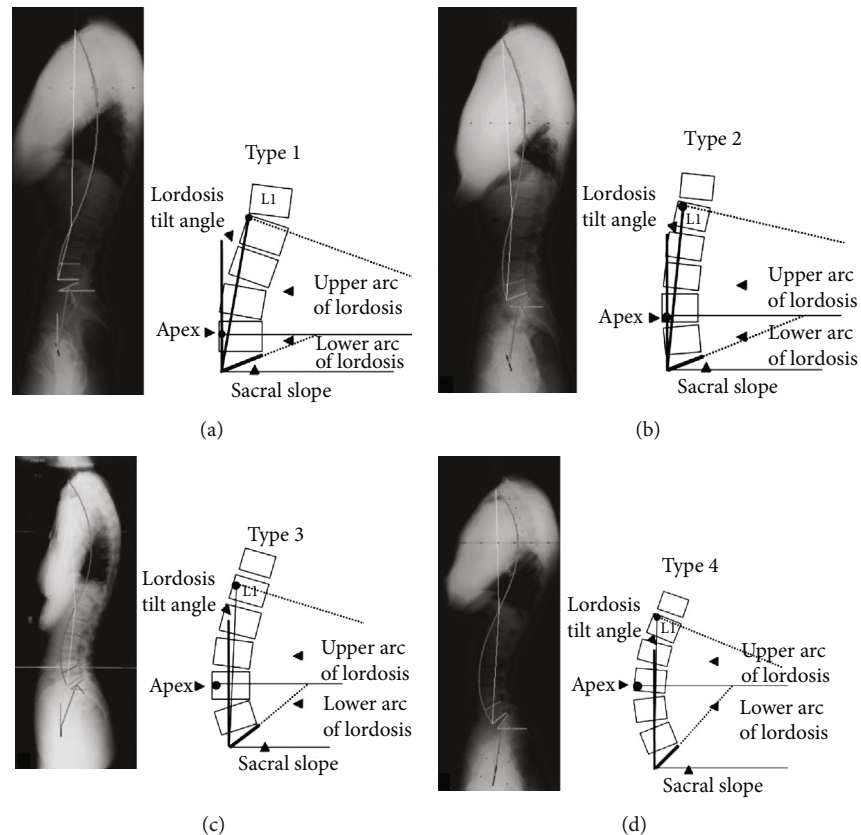 Type 1
L1
Lordosis
tilt angle
Upper arc
of lordosis
Apex
Lower arc
of lordosis
Sacral slope
(a)
Type 2
Lordosis
tilt angle
L1
Upper arc
of lordosis
Apex
Lower arc
of lordosis
Sacral slope
(b)
Type 3
Lordosis
tilt angle
L1
Upper arc
of lordosis
Apex
Lower arc
of lordosis
Sacral slope
(c)
Type 4
Lordosis
tilt angle
L1
Upper arc
of lordosis
Apex
Lower arc
of lordosis
Sacral slope
(d)